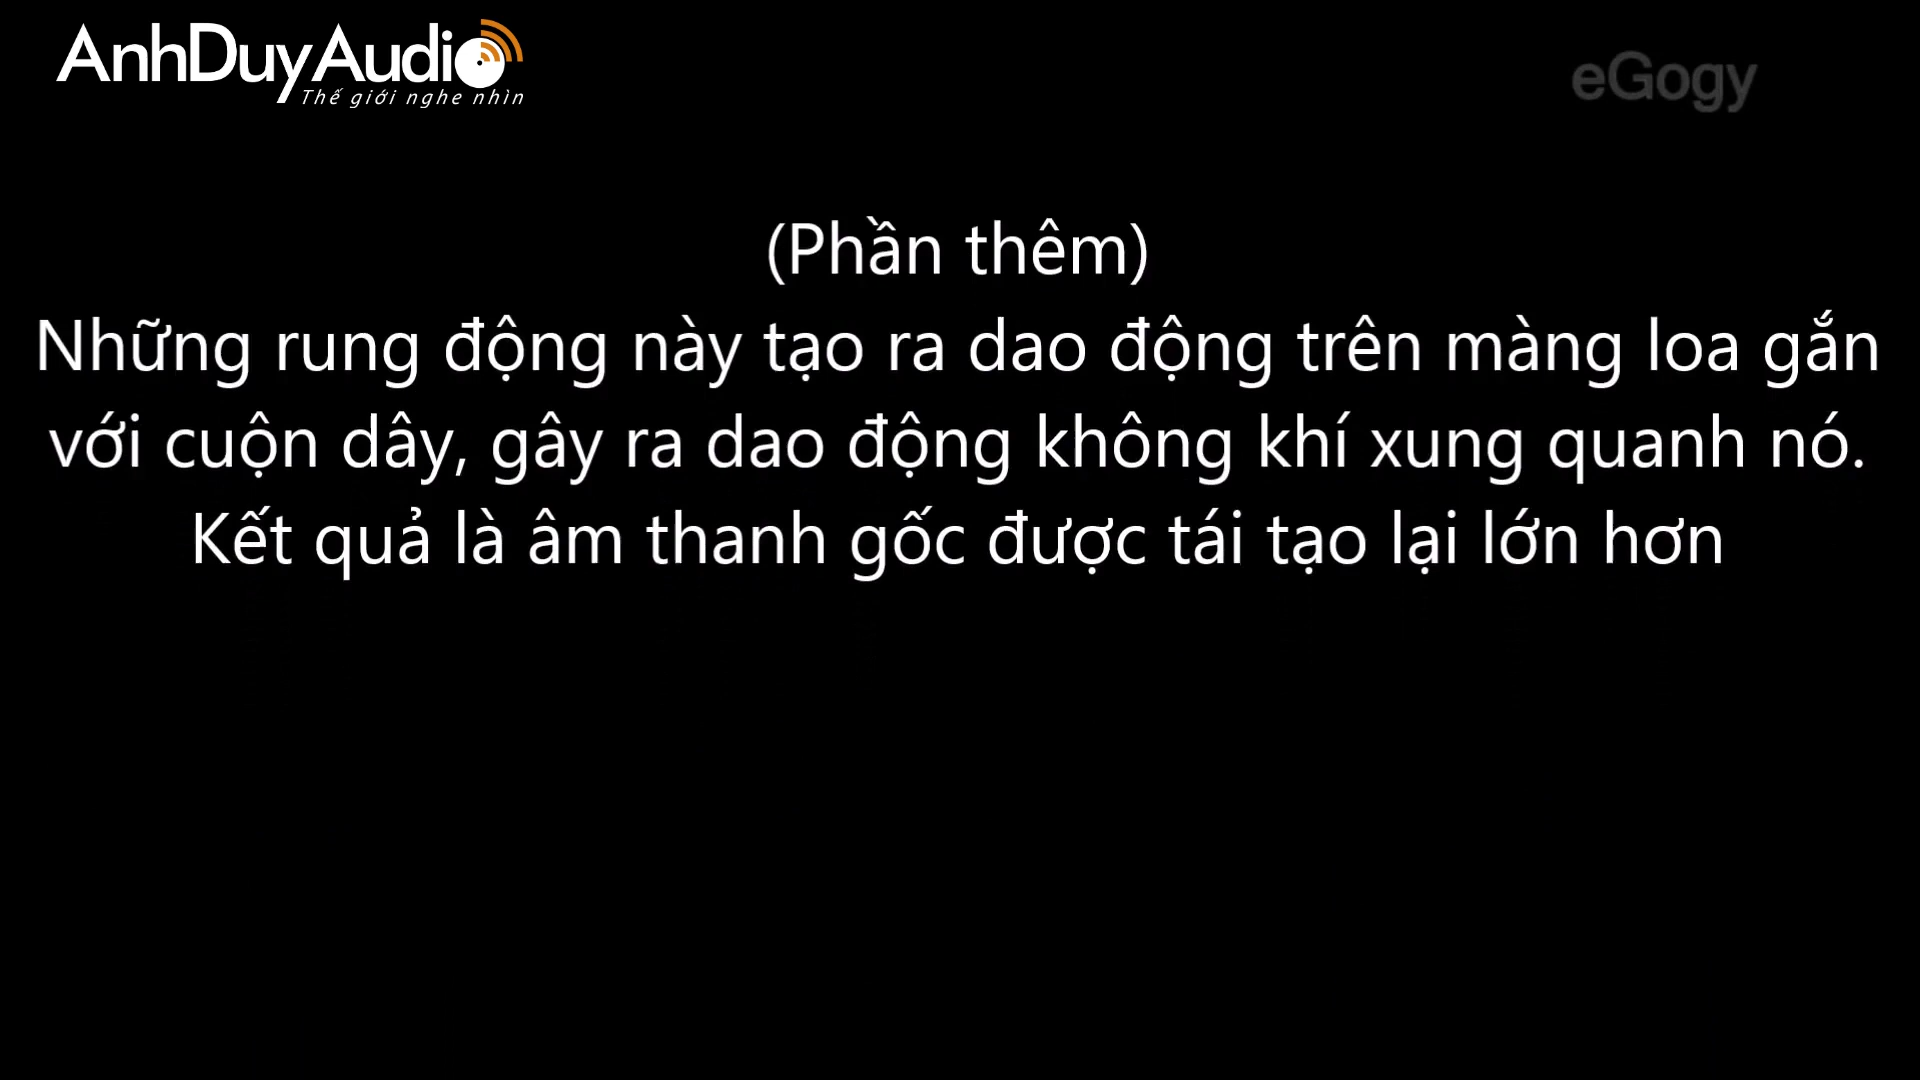 AnhDuyAudio
Thế giới nghe nhìn
eGogy
(Phần thêm)
Những rung động này tạo ra dao động trên màng loa gắn
với cuộn dây, gây ra dao động không khí xung quanh nó.
Kết quả là âm thanh gốc được tái tạo lại lớn hơn